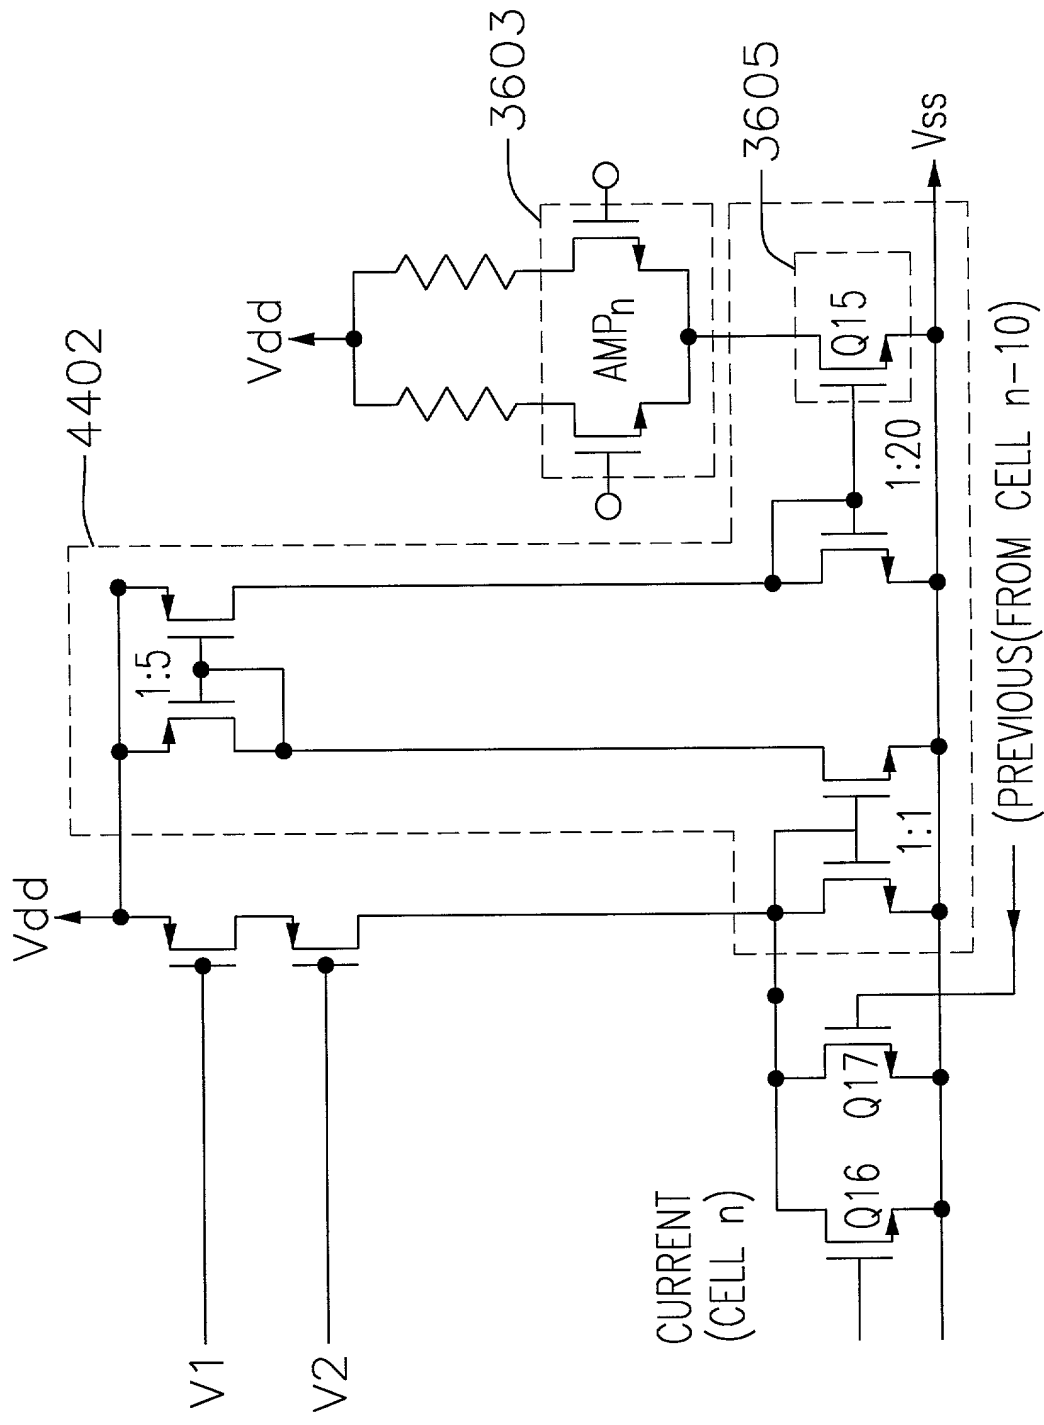 4402
3603
3605
Vdd
Vdd
1:5
AMPn
Q15
1:20
1:1
Vss
V1
V2
CURRENT
(CELL n)
Q16
Q17
(PREVIOUS(FROM CELL n-10)